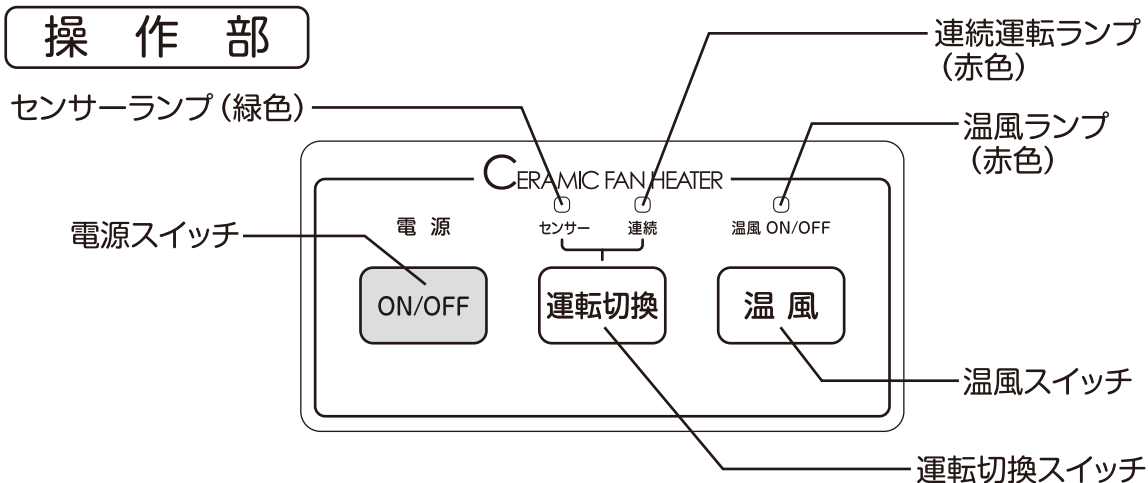 操 作 部
連続運転ランプ
（赤色）
センサーランプ（緑色）
温風ランプ
（赤色）
CERAMIC FAN HEATER
電源スイッチ
電 源
センサー
連続
温風 ON/OFF
ON/OFF
運転切換
温 風
温風スイッチ
運転切換スイッチ